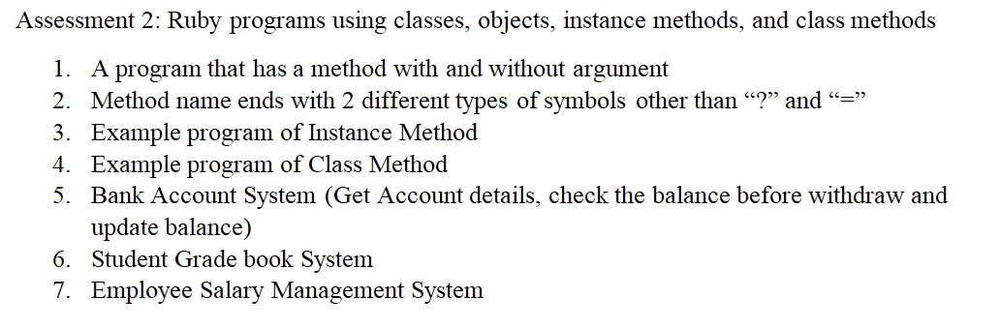 Assessment 2: Ruby programs using classes, objects, instance methods, and class methods
1. A program that has a method with and without argument
2. Method name ends with 2 different types of symbols other than “?” and “=”
3. Example program of Instance Method
4. Example program of Class Method
5. Bank Account System (Get Account details, check the balance before withdraw and
update balance)
6. Student Grade book System
7. Employee Salary Management System